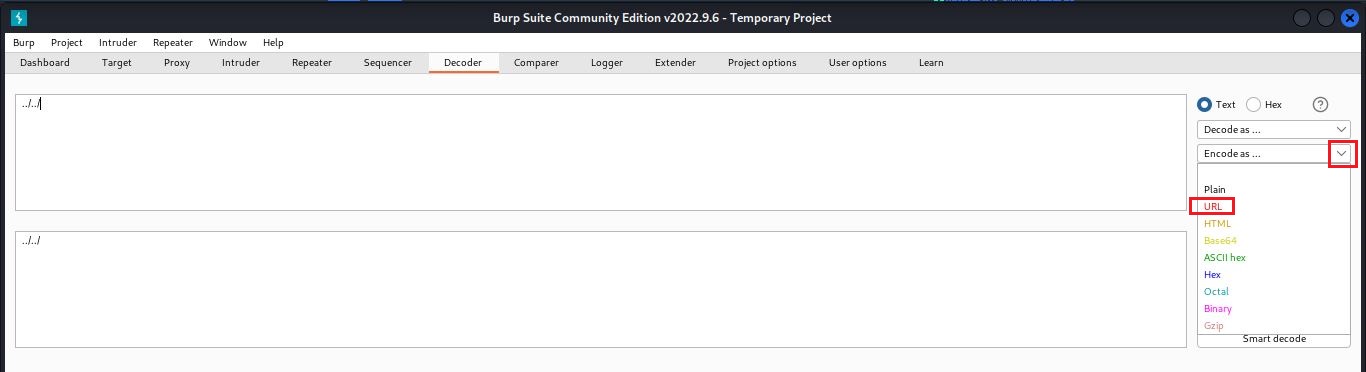 Burp Suite Community Edition v2022.9.6 - Temporary Project
Burp Project Intruder Repeater Window Help
Dashboard Target Proxy Intruder Repeater Sequencer Decoder Comparer Logger Extender Project options User options Learn
../../
Text Hex ?
Decode as ...
Encode as ...
Plain
URL
HTML
Base64
ASCII hex
Hex
Octal
Binary
Gzip
Smart decode
../../